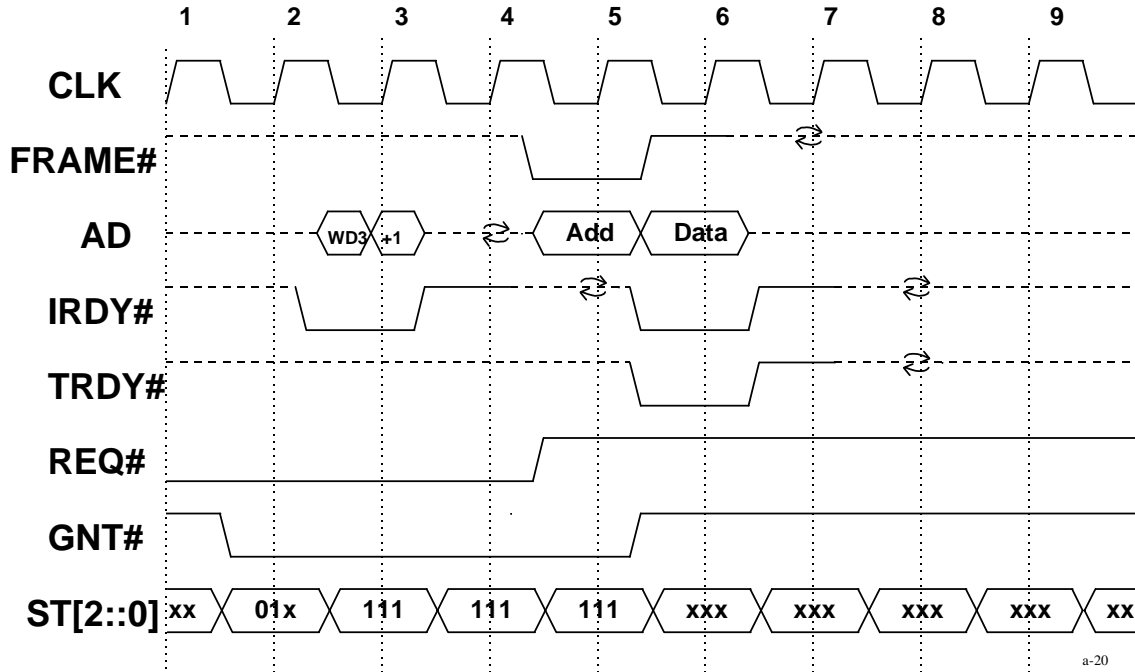 1 2 3 4 5 6 7 8 9
CLK
FRAME#
AD WD3 +1 Add Data
IRDY#
TRDY#
REQ#
GNT#
ST[2::0] xx 01x 111 111 111 xxx xxx xxx xxx xx
a-20